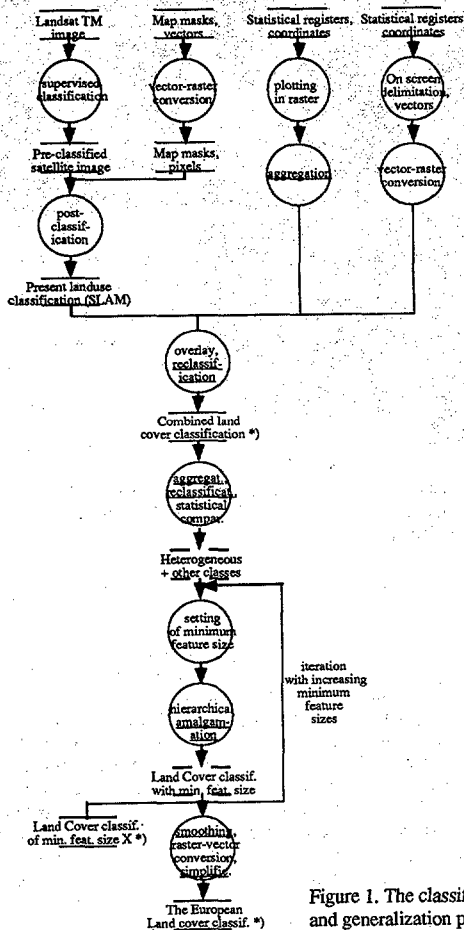 Landsat TM
image
Map masks,
vectors
Statistical registers,
coordinates
Statistical registers
coordinates
supervised
classification
vector-raster
conversion
plotting
in raster
On screen
delimitation,
vectors
Pre-classified
satellite image
Map masks,
pixels
aggregation
vector-raster
conversion
post-
classif-
ication
Present landuse
classification (SLAM)
overlay,
reclassif-
ication
Combined land
cover classification *)
aggregat.,
reclassificat.,
statistical
compar.
Heterogeneous
+ other classes
setting
of minimum
feature size
iteration
with increasing
minimum
feature
sizes
hierarchical
amalgam-
ation
Land Cover classif.
with min. feat. size
Land Cover classif.
of min. feat. size X *)
smoothing,
raster-vector
conversion,
simplific.
The European
Land cover classif. *)
Figure 1. The classif
and generalization p